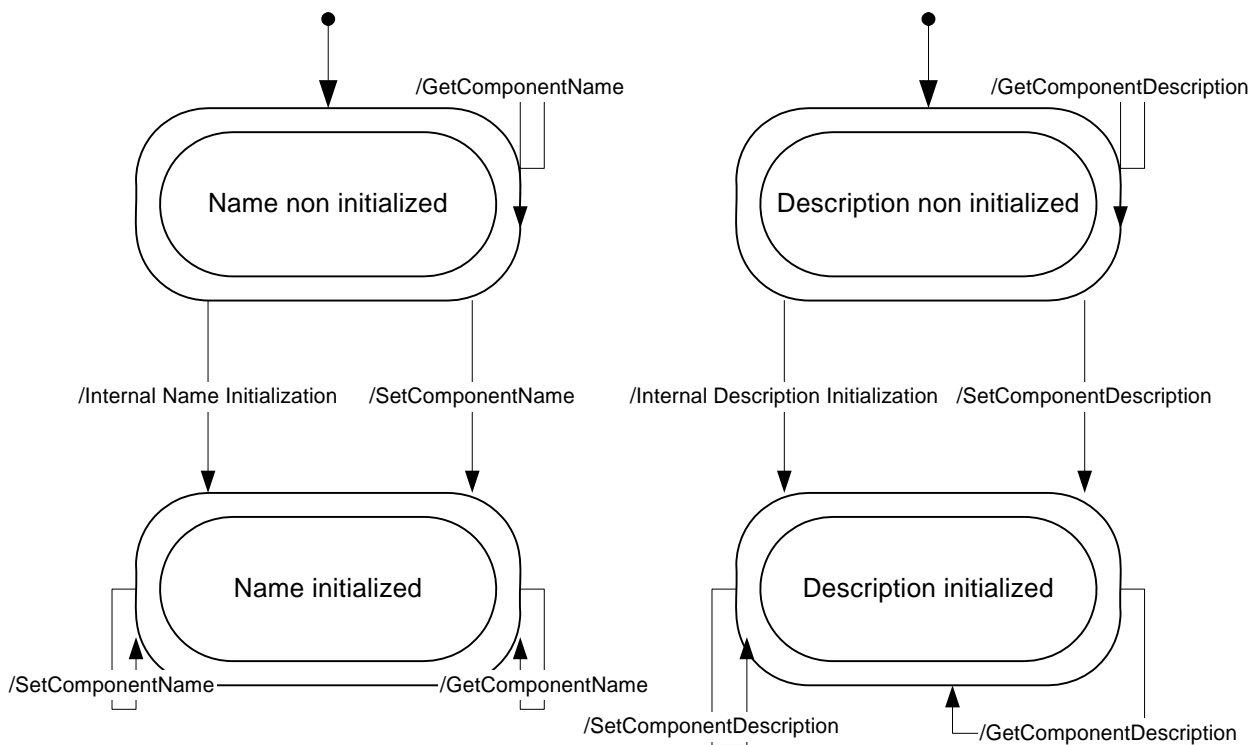 /GetComponentName
/GetComponentDescription
Name non initialized
Description non initialized
/Internal Name Initialization
/SetComponentName
/Internal Description Initialization
/SetComponentDescription
Name initialized
Description initialized
/SetComponentName
/GetComponentName
/SetComponentDescription
/GetComponentDescription